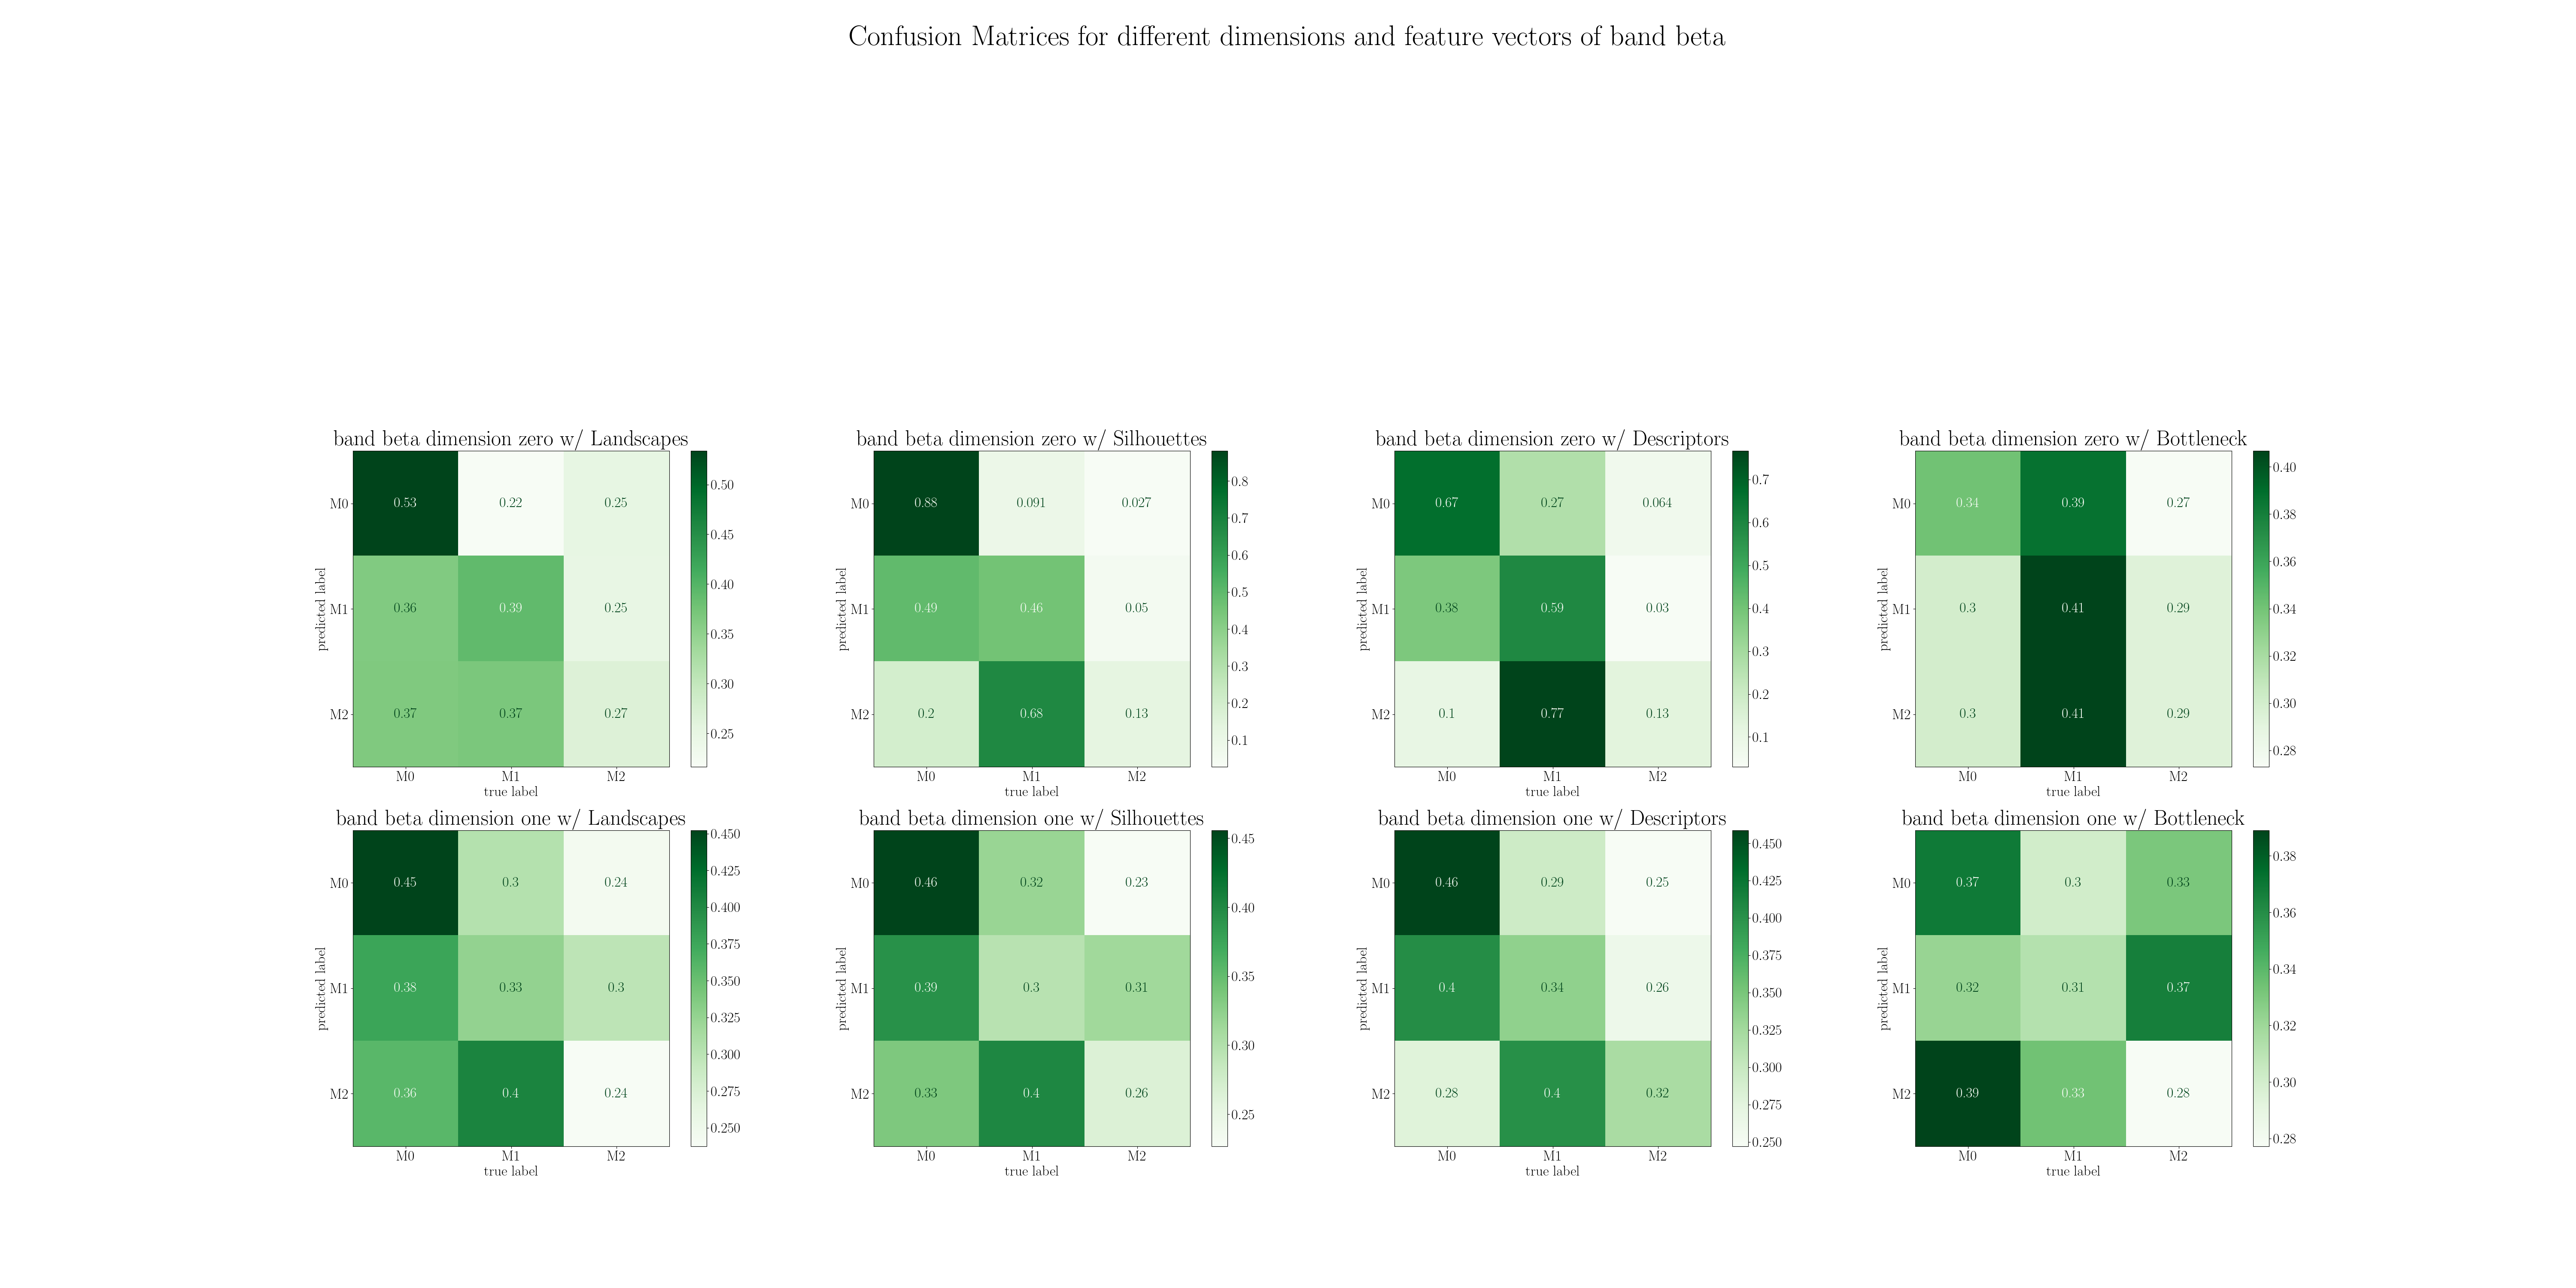 Confusion Matrices for different dimensions and feature vectors of band beta
band beta dimension zero w/ Landscapes
0.50
0.45
0.40
0.35
0.30
0.25
predicted label
M0 0.53 0.22 0.25
M1 0.36 0.39 0.25
M2 0.37 0.37 0.27
M0 M1 M2
true label
band beta dimension zero w/ Silhouettes
0.8
0.7
0.6
0.5
0.4
0.3
0.2
0.1
predicted label
M0 0.88 0.091 0.027
M1 0.49 0.46 0.05
M2 0.2 0.68 0.13
M0 M1 M2
true label
band beta dimension zero w/ Descriptors
0.7
0.6
0.5
0.4
0.3
0.2
0.1
predicted label
M0 0.67 0.27 0.064
M1 0.38 0.59 0.03
M2 0.1 0.77 0.13
M0 M1 M2
true label
band beta dimension zero w/ Bottleneck
0.40
0.38
0.36
0.34
0.32
0.30
0.28
predicted label
M0 0.34 0.39 0.27
M1 0.3 0.41 0.29
M2 0.3 0.41 0.29
M0 M1 M2
true label
band beta dimension one w/ Landscapes
0.450
0.425
0.400
0.375
0.350
0.325
0.300
0.275
0.250
predicted label
M0 0.45 0.3 0.24
M1 0.38 0.33 0.3
M2 0.36 0.4 0.24
M0 M1 M2
true label
band beta dimension one w/ Silhouettes
0.45
0.40
0.35
0.30
0.25
predicted label
M0 0.46 0.32 0.23
M1 0.39 0.3 0.31
M2 0.33 0.4 0.26
M0 M1 M2
true label
band beta dimension one w/ Descriptors
0.450
0.425
0.400
0.375
0.350
0.325
0.300
0.275
0.250
predicted label
M0 0.46 0.29 0.25
M1 0.4 0.34 0.26
M2 0.28 0.4 0.32
M0 M1 M2
true label
band beta dimension one w/ Bottleneck
0.38
0.36
0.34
0.32
0.30
0.28
predicted label
M0 0.37 0.3 0.33
M1 0.32 0.31 0.37
M2 0.39 0.33 0.28
M0 M1 M2
true label